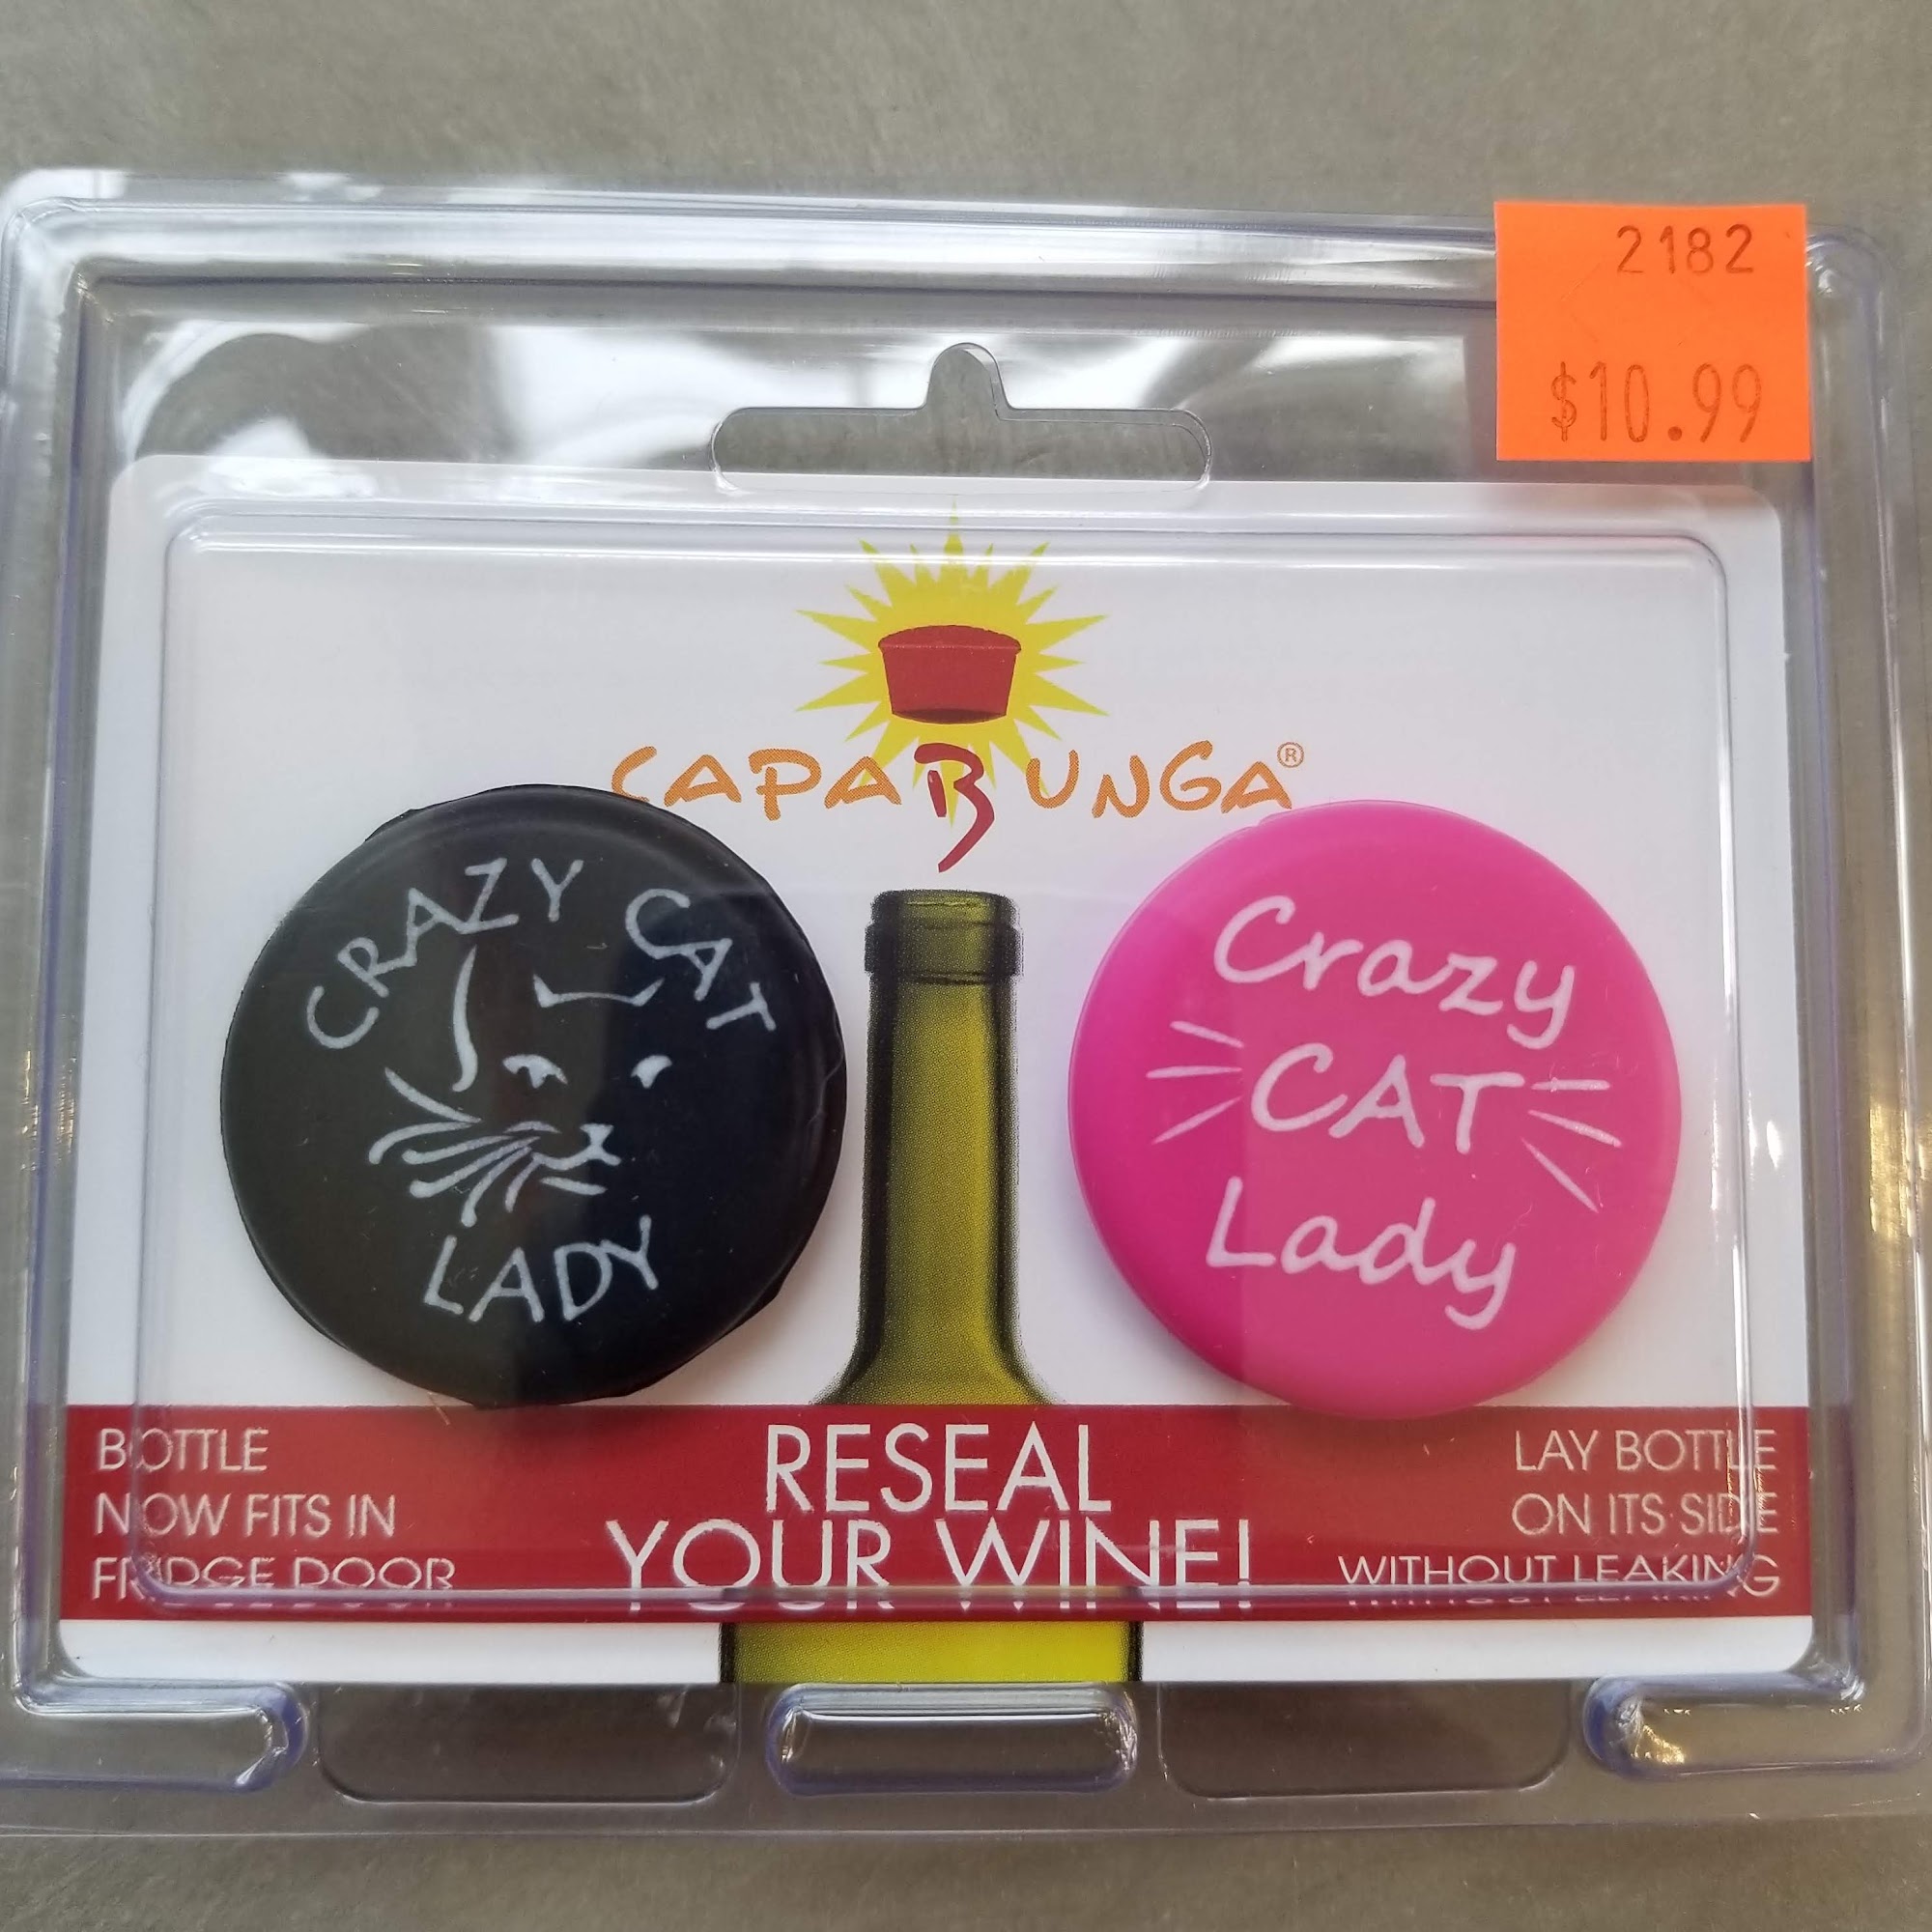 2182
$10.99
CAPABUNGA®
CRAZY CAT
LADY
Crazy
CAT
Lady
BOTTLE
NOW FITS IN
FRIDGE DOOR
RESEAL
YOUR WINE!
LAY BOTTLE
ON ITS SIDE
WITHOUT LEAKING